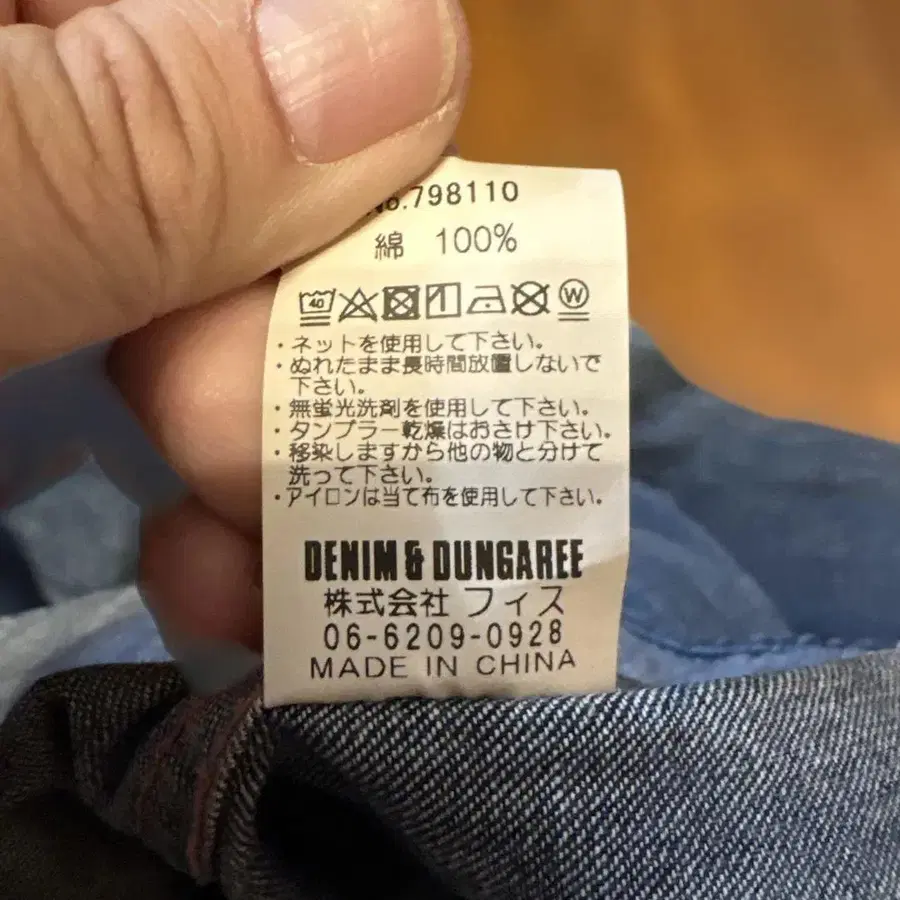 No.798110
綿 100%
40 W
・ネットを使用して下さい。
・ぬれたまま長時間放置しないで
下さい。
・無蛍光洗剤を使用して下さい。
・タンブラー乾燥はおさけ下さい。
・移染しますから他の物と分けて
洗って下さい。
・アイロンは当て布を使用して下さい。
DENIM & DUNGAREE
株式会社 フィス
06-6209-0928
MADE IN CHINA